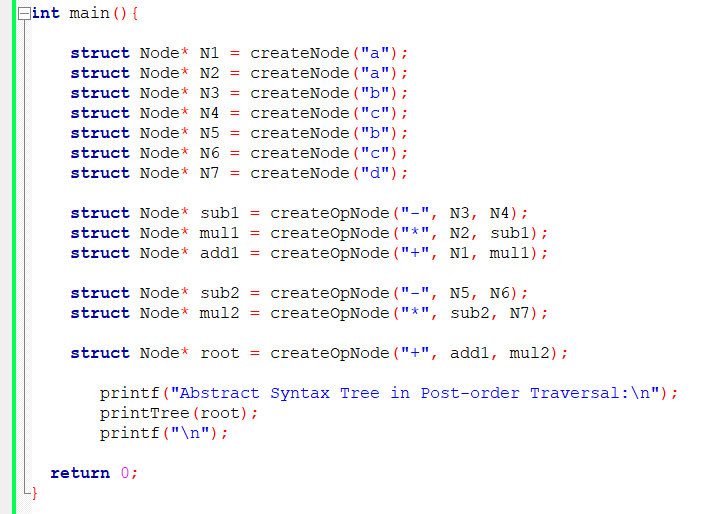 int main(){
struct Node* N1 = createNode("a");
struct Node* N2 = createNode("a");
struct Node* N3 = createNode("b");
struct Node* N4 = createNode("c");
struct Node* N5 = createNode("b");
struct Node* N6 = createNode("c");
struct Node* N7 = createNode("d");
struct Node* sub1 = createOpNode("-", N3, N4);
struct Node* mul1 = createOpNode("*", N2, sub1);
struct Node* add1 = createOpNode("+", N1, mul1);
struct Node* sub2 = createOpNode("-", N5, N6);
struct Node* mul2 = createOpNode("*", sub2, N7);
struct Node* root = createOpNode("+", add1, mul2);
printf("Abstract Syntax Tree in Post-order Traversal:\n");
printTree(root);
printf("\n");
return 0;
}